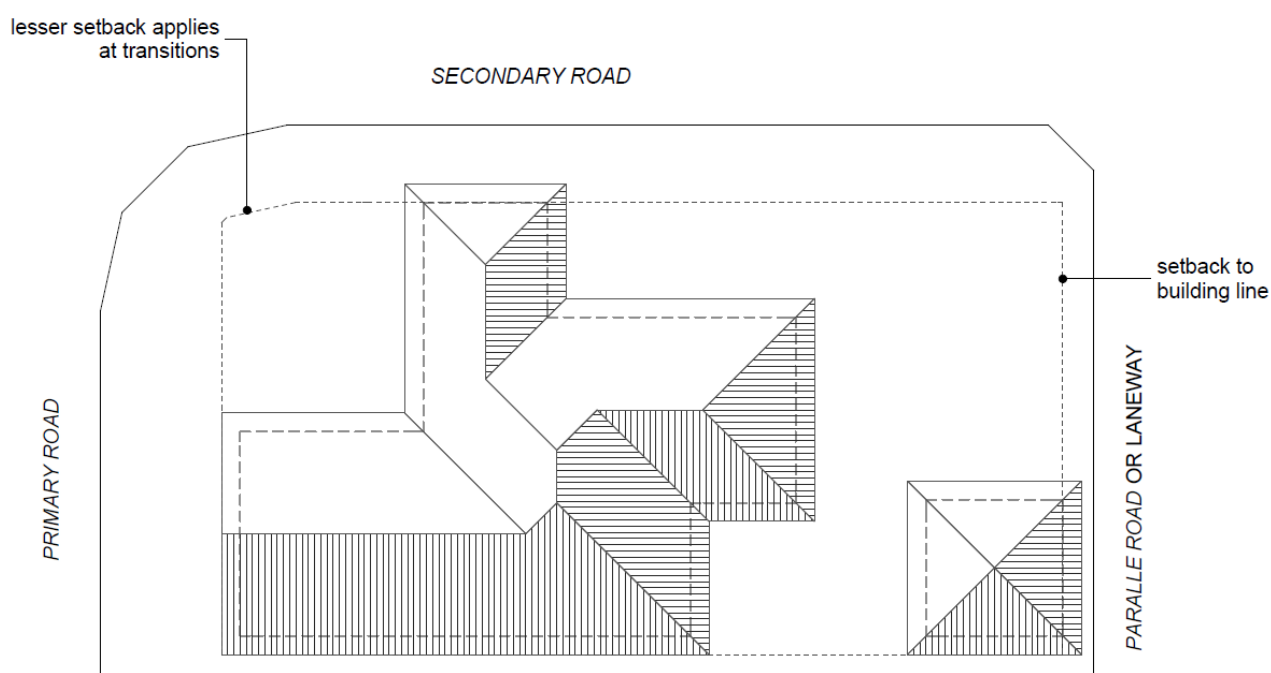 lesser setback applies
at transitions
SECONDARY ROAD
setback to
building line
PRIMARY ROAD
PARALLE ROAD OR LANEWAY